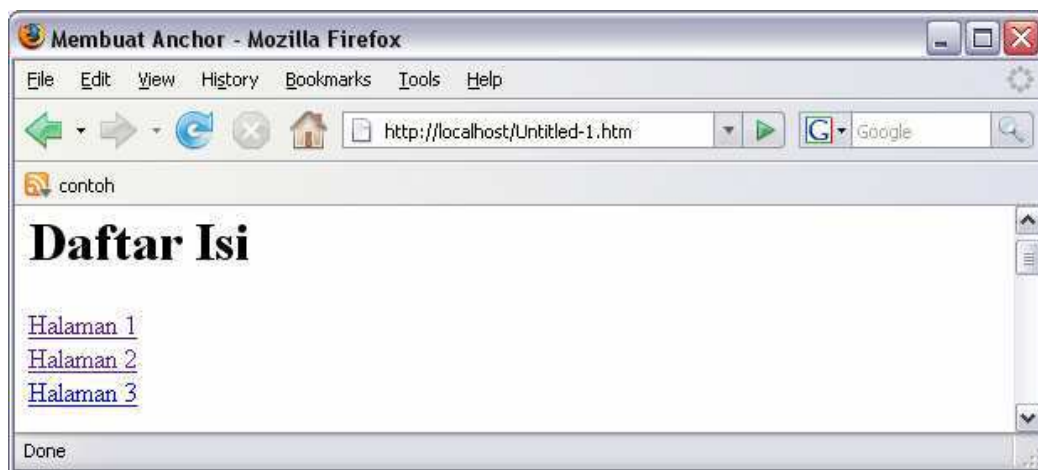 Membuat Anchor - Mozilla Firefox
File Edit View History Bookmarks Tools Help
http://localhost/Untitled-1.htm G Google
contoh
Daftar Isi
Halaman 1
Halaman 2
Halaman 3
Done